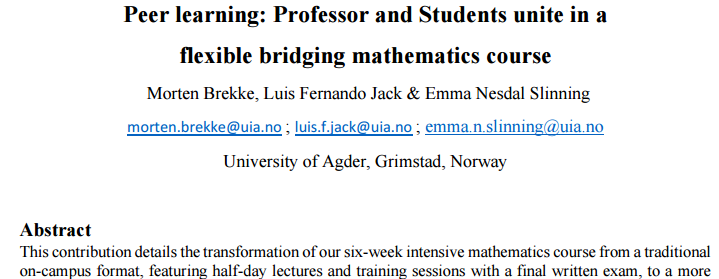 Peer learning: Professor and Students unite in a
flexible bridging mathematics course
Morten Brekke, Luis Fernando Jack & Emma Nesdal Slinning
morten.brekke@uia.no ; luis.f.jack@uia.no ; emma.n.slinning@uia.no
University of Agder, Grimstad, Norway
Abstract
This contribution details the transformation of our six-week intensive mathematics course from a traditional
on-campus format, featuring half-day lectures and training sessions with a final written exam, to a more